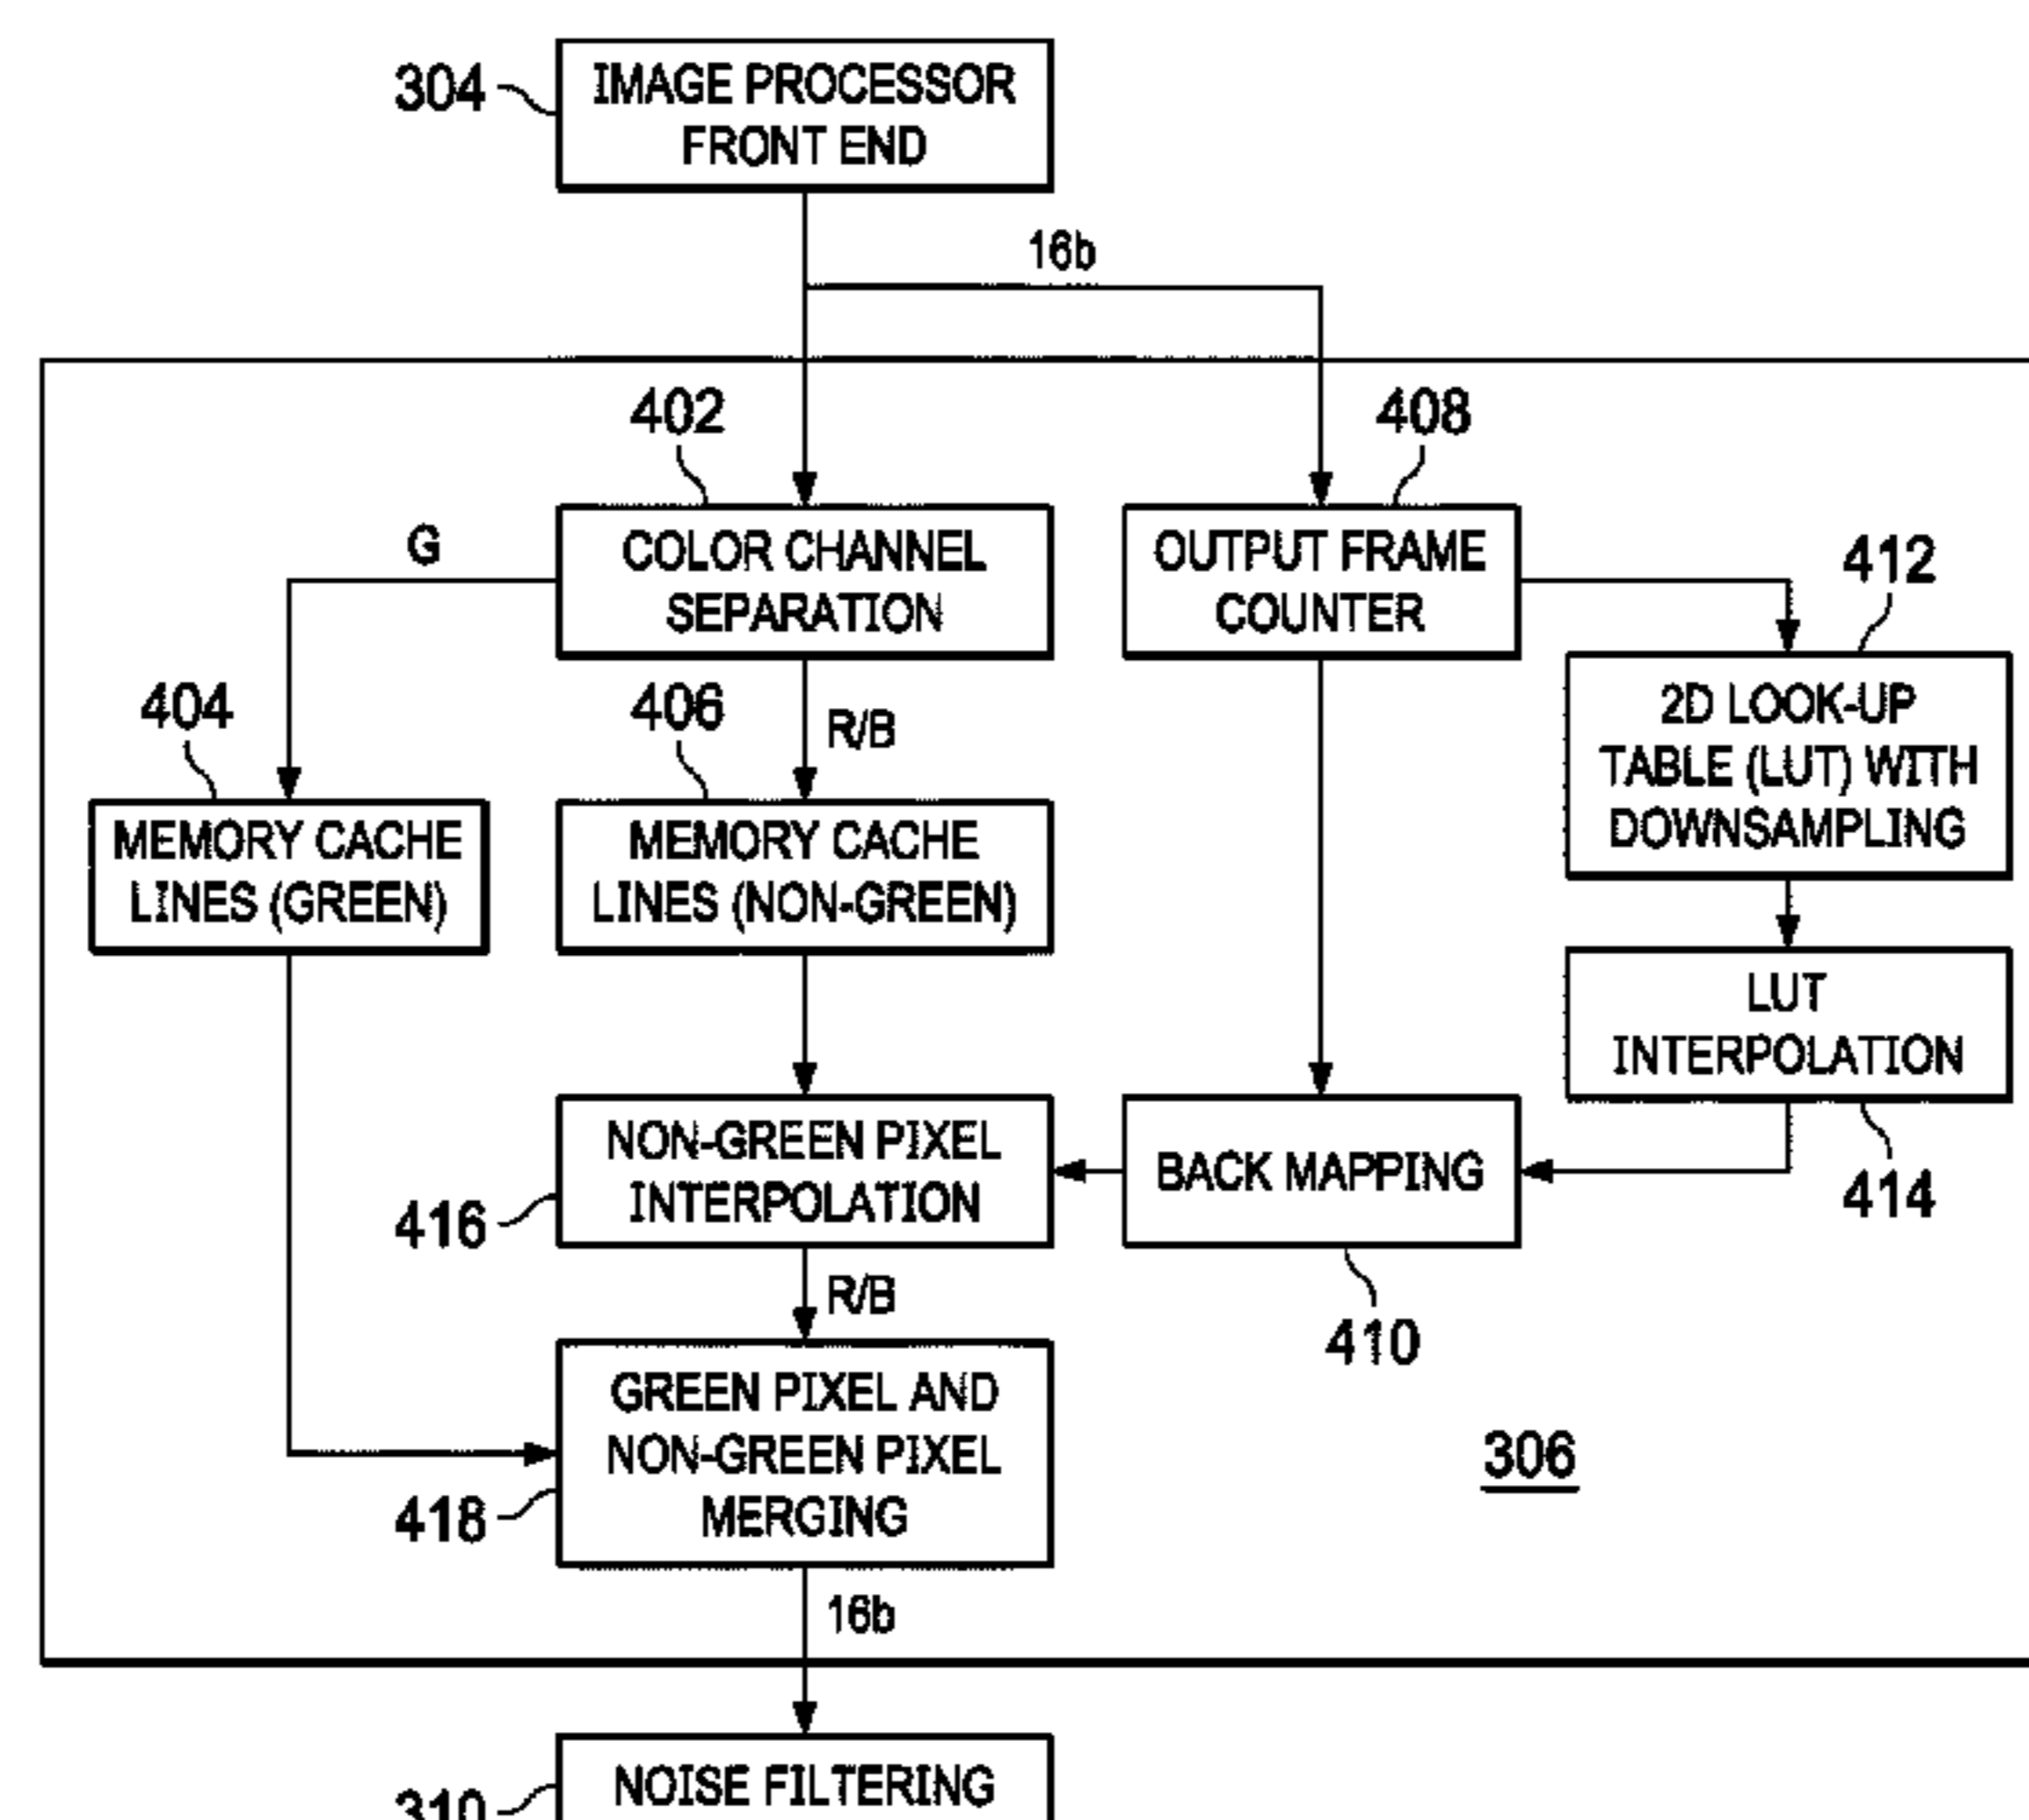 304
IMAGE PROCESSOR
FRONT END
16b
402
408
COLOR CHANNEL
SEPARATION
G
OUTPUT FRAME
COUNTER
412
404
406
R/B
2D LOOK-UP
TABLE (LUT) WITH
DOWNSAMPLING
MEMORY CACHE
LINES (GREEN)
MEMORY CACHE
LINES (NON-GREEN)
LUT
INTERPOLATION
NON-GREEN PIXEL
INTERPOLATION
BACK MAPPING
414
416
R/B
410
GREEN PIXEL AND
NON-GREEN PIXEL
MERGING
306
418
16b
NOISE FILTERING
310